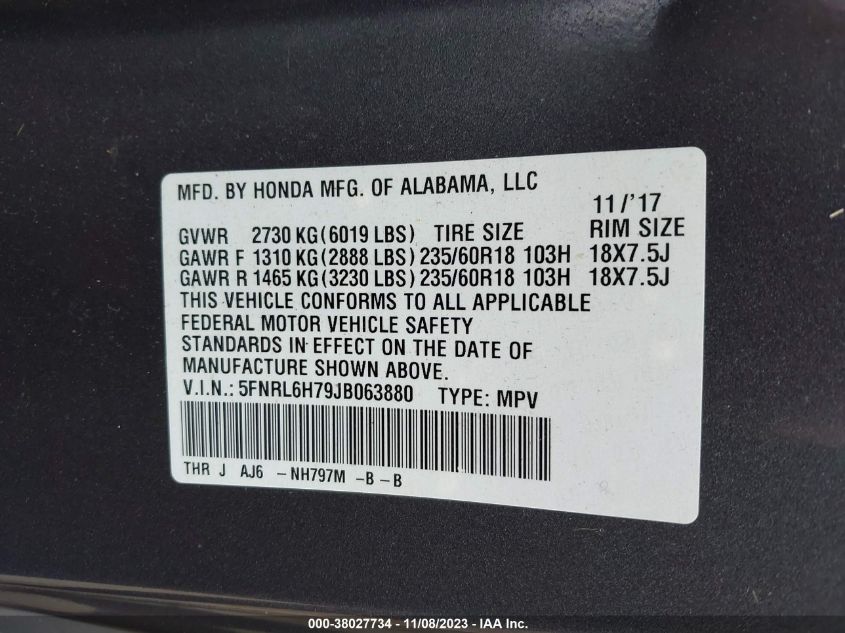 MFD. BY HONDA MFG. OF ALABAMA, LLC
11/'17
GVWR 2730 KG(6019 LBS) TIRE SIZE RIM SIZE
GAWR F 1310 KG(2888 LBS) 235/60R18 103H 18X7.5J
GAWR R 1465 KG(3230 LBS) 235/60R18 103H 18X7.5J
THIS VEHICLE CONFORMS TO ALL APPLICABLE
FEDERAL MOTOR VEHICLE SAFETY
STANDARDS IN EFFECT ON THE DATE OF
MANUFACTURE SHOWN ABOVE.
V.I.N.: 5FNRL6H79JB063880 TYPE: MPV
THR J AJ6 -NH797M -B-B
000-38027734 - 11/08/2023 - IAA Inc.